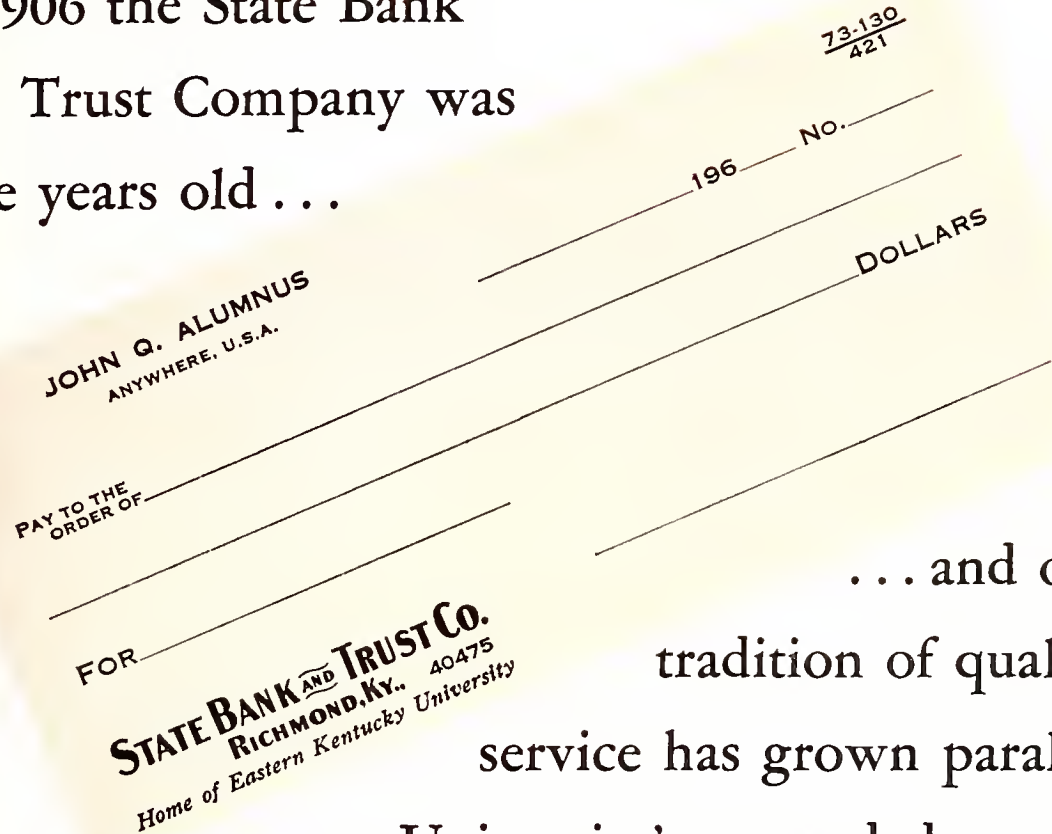 906 the State Bank
Trust Company was
years old...
73-130
421
196 No.
JOHN Q. ALUMNUS
ANYWHERE, U.S.A.
PAY TO THE
ORDER OF
DOLLARS
FOR
STATE BANK AND TRUST CO.
RICHMOND, KY., 40475
Home of Eastern Kentucky University
...and
tradition of qual
service has grown paral